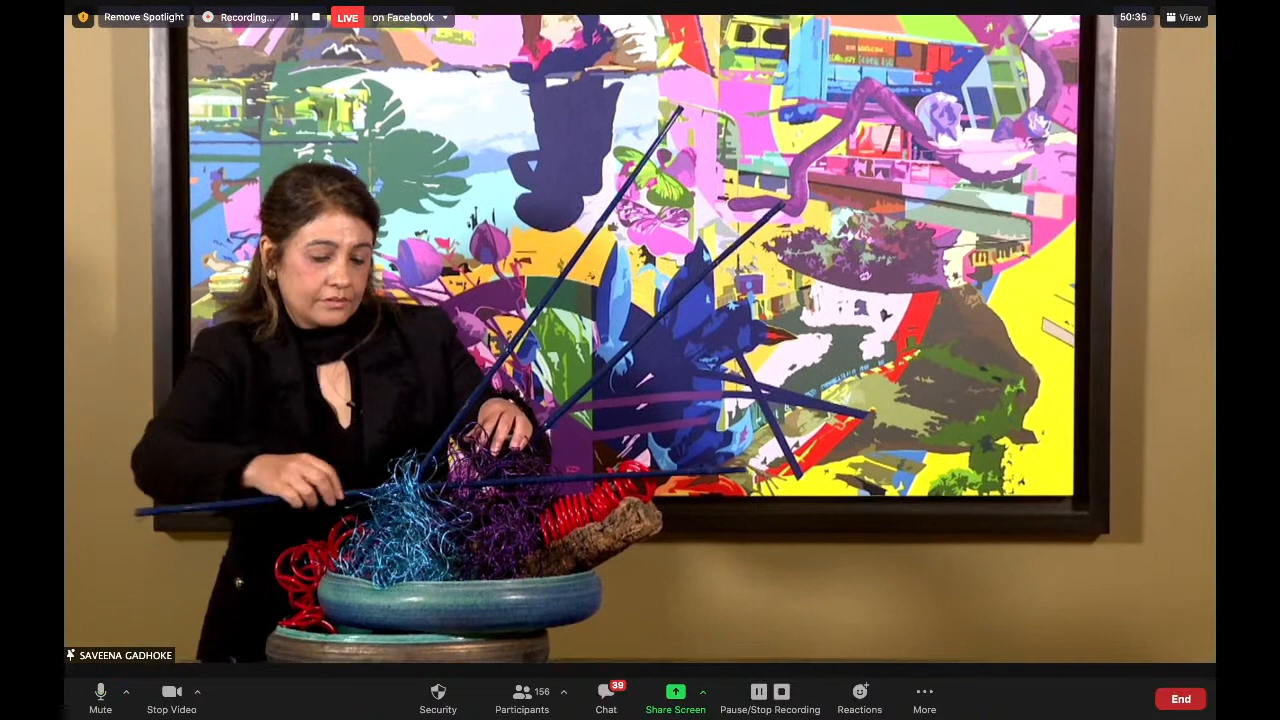 Remove Spotlight
Recording...
LIVE
on Facebook
50:35
View
SAVEENA GADHOKE
Mute
Stop Video
Security
156
Participants
39
Chat
Share Screen
Pause/Stop Recording
Reactions
More
End